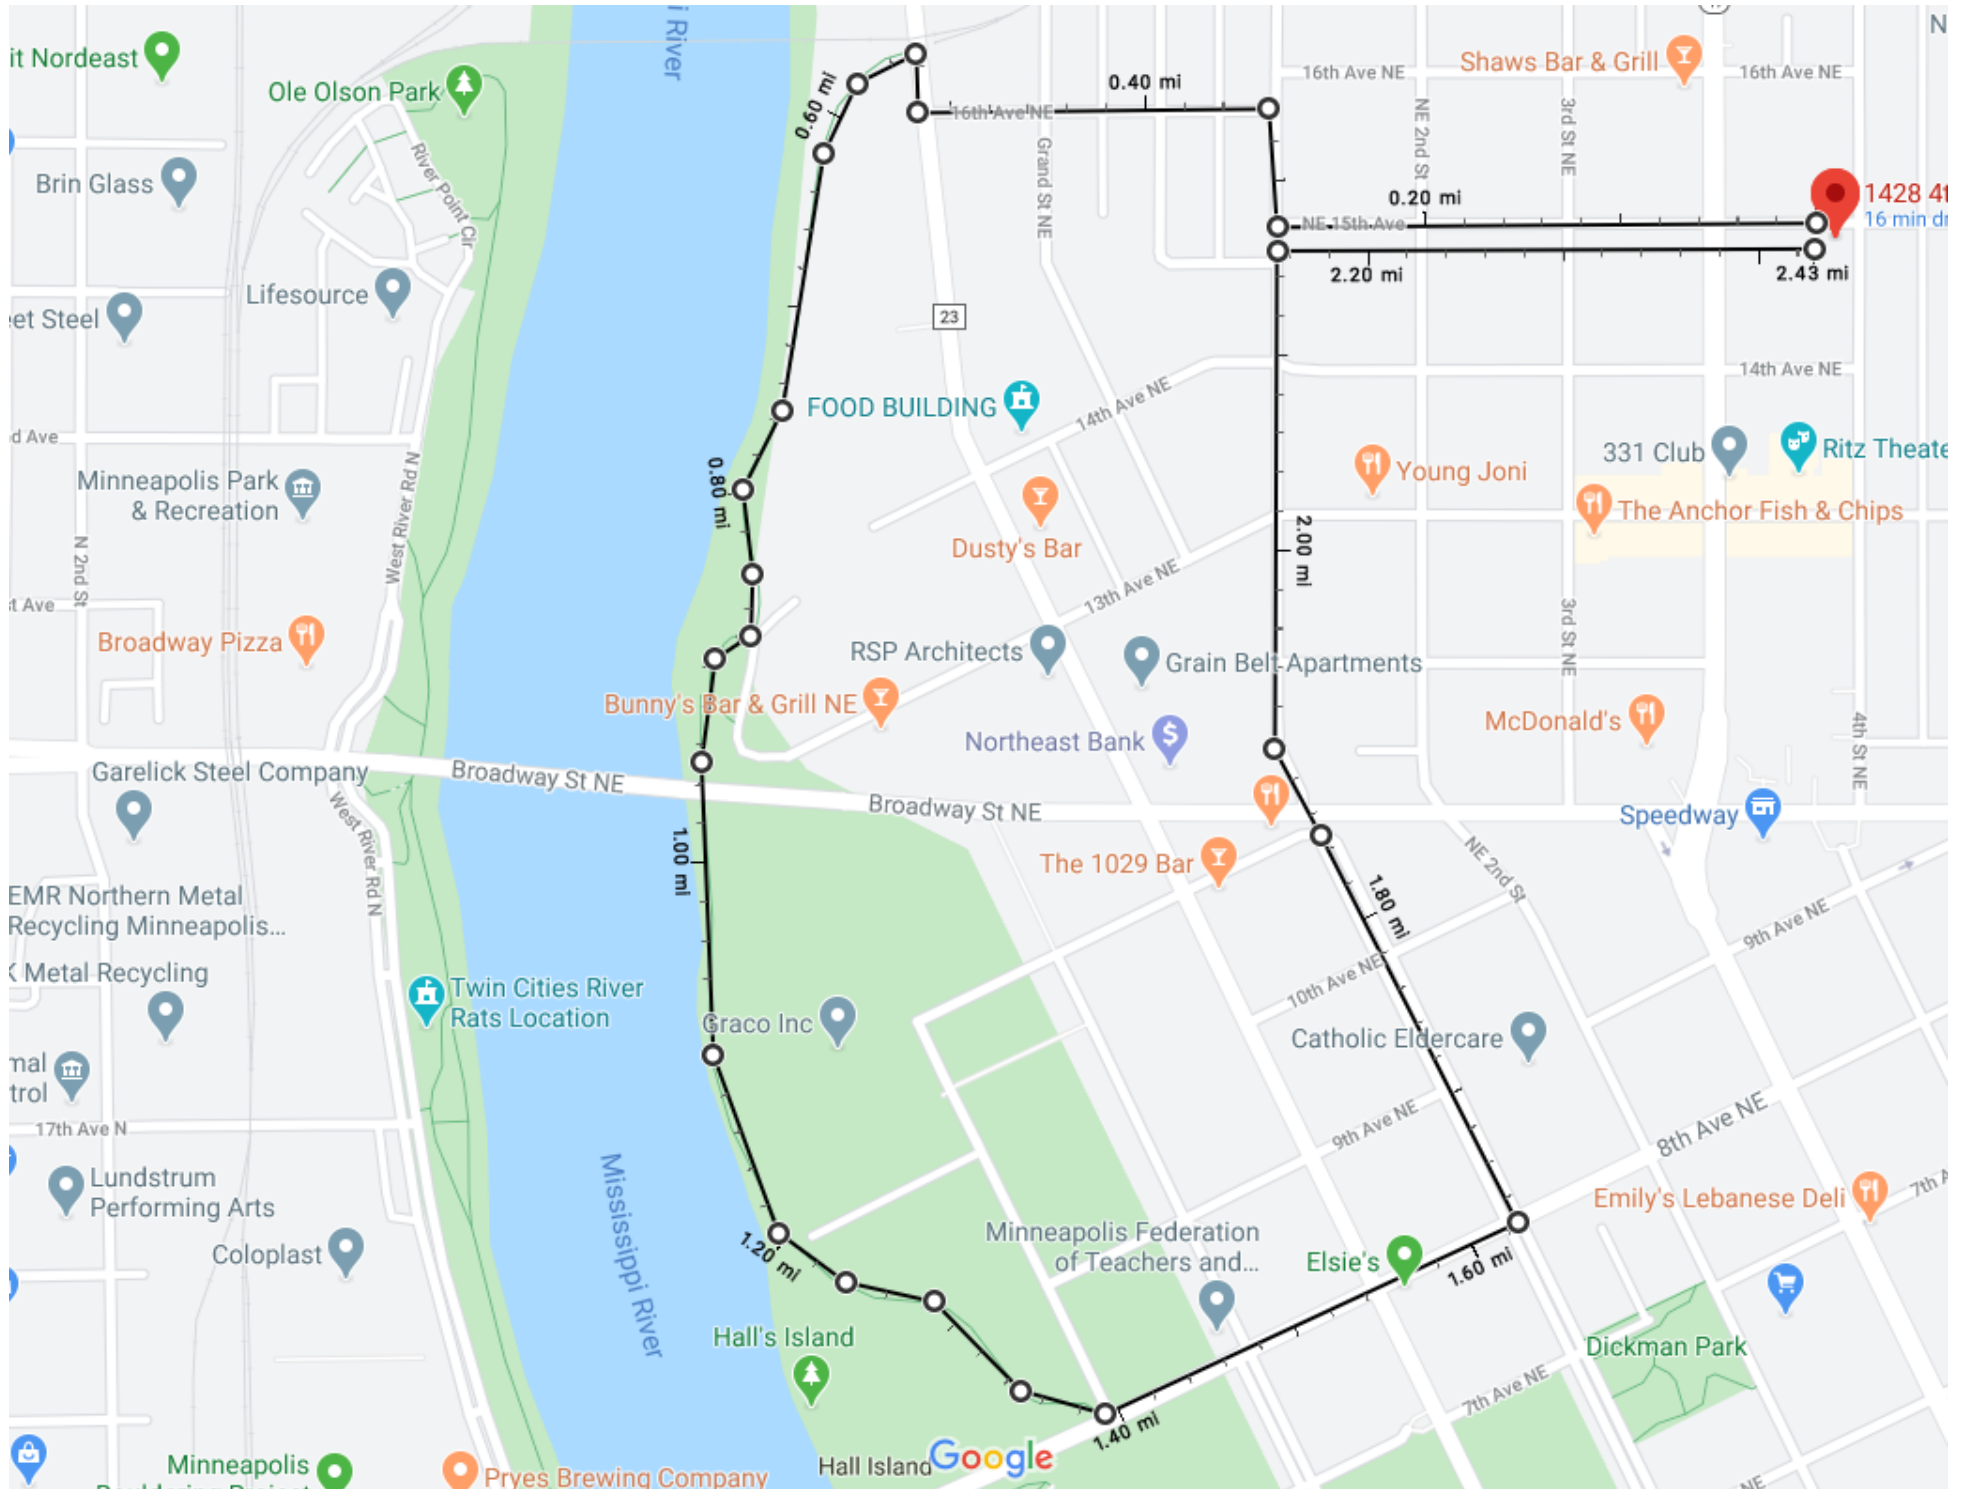 it Nordeast
i River
N
Ole Olson Park
0.60 mi
0.40 mi
16th Ave NE
Shaws Bar & Grill
16th Ave NE
16th Ave NE
NE 2nd St
3rd St NE
Brin Glass
River Point Cir
Grand St NE
0.20 mi
1428 4t
NE 15th Ave
16 min dr
2.20 mi
2.43 mi
Lifesource
eet Steel
23
14th Ave NE
FOOD BUILDING
14th Ave NE
d Ave
331 Club
Ritz Theate
Minneapolis Park
& Recreation
West River Rd N
0.80 mi
Young Joni
The Anchor Fish & Chips
Dusty's Bar
2.00 mi
N 2nd St
13th Ave NE
st Ave
3rd St NE
Broadway Pizza
RSP Architects
Grain Belt Apartments
Bunny's Bar & Grill NE
Northeast Bank
McDonald's
4th St NE
Garelick Steel Company
Broadway St NE
Broadway St NE
Speedway
West River Rd N
1.00 mi
The 1029 Bar
NE 2nd St
1.80 mi
EMR Northern Metal
Recycling Minneapolis...
9th Ave NE
K Metal Recycling
10th Ave NE
Twin Cities River
Rats Location
Graco Inc
Catholic Eldercare
mal
trol
17th Ave N
9th Ave NE
8th Ave NE
Lundstrum
Performing Arts
Mississippi River
Emily's Lebanese Deli
7th A
Coloplast
1.20 mi
Minneapolis Federation
of Teachers and...
Elsie's
1.60 mi
Hall's Island
Dickman Park
7th Ave NE
1.40 mi
Hall Island
Google
Minneapolis
Bouldering Project
Pryes Brewing Company
NE